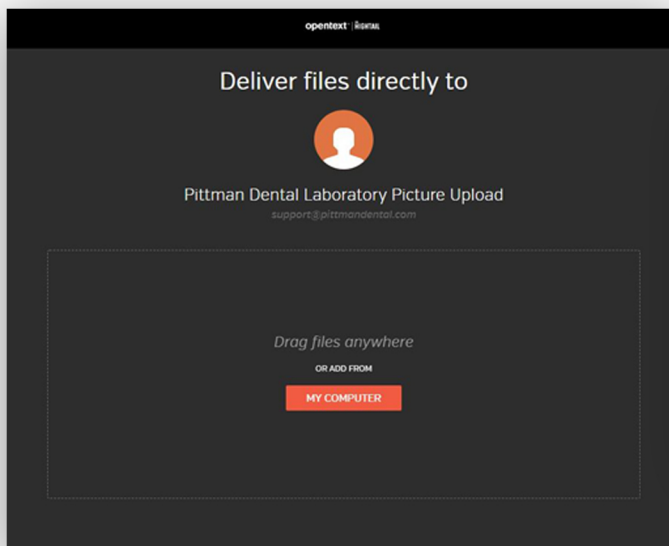 opentext™ | HIGHTAIL
Deliver files directly to
Pittman Dental Laboratory Picture Upload
support@pittmandental.com
Drag files anywhere
OR ADD FROM
MY COMPUTER